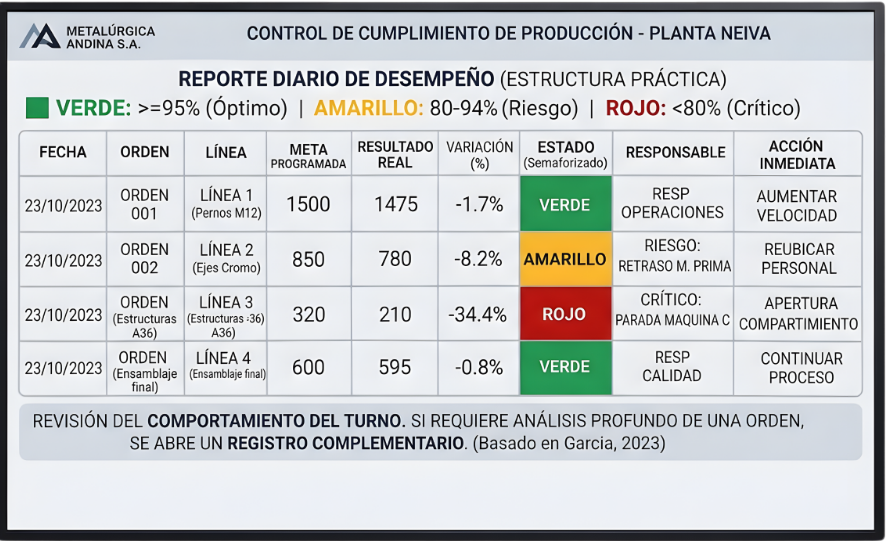 METALÚRGICA
ANDINA S.A.
CONTROL DE CUMPLIMIENTO DE PRODUCCIÓN - PLANTA NEIVA
REPORTE DIARIO DE DESEMPEÑO (ESTRUCTURA PRÁCTICA)
VERDE: >=95% (Óptimo) | AMARILLO: 80-94% (Riesgo) | ROJO: <80% (Crítico)
FECHA
ORDEN
LÍNEA
META
PROGRAMADA
RESULTADO
REAL
VARIACIÓN
(%)
ESTADO
(Semaforizado)
RESPONSABLE
ACCIÓN
INMEDIATA
23/10/2023
ORDEN
001
LÍNEA 1
(Pernos M12)
1500
1475
-1.7%
VERDE
RESP
OPERACIONES
AUMENTAR
VELOCIDAD
23/10/2023
ORDEN
002
LÍNEA 2
(Ejes Cromo)
850
780
-8.2%
AMARILLO
RIESGO:
RETRASO M. PRIMA
REUBICAR
PERSONAL
23/10/2023
ORDEN
(Estructuras
A36)
LÍNEA 3
(Estructuras :36)
A36)
320
210
-34.4%
ROJO
CRÍTICO:
PARADA MAQUINA C
APERTURA
COMPARTIMIENTO
23/10/2023
ORDEN
(Ensamblaje
final)
LÍNEA 4
(Ensamblaje final)
600
595
-0.8%
VERDE
RESP
CALIDAD
CONTINUAR
PROCESO
REVISIÓN DEL COMPORTAMIENTO DEL TURNO. SI REQUIERE ANÁLISIS PROFUNDO DE UNA ORDEN,
SE ABRE UN REGISTRO COMPLEMENTARIO. (Basado en Garcia, 2023)